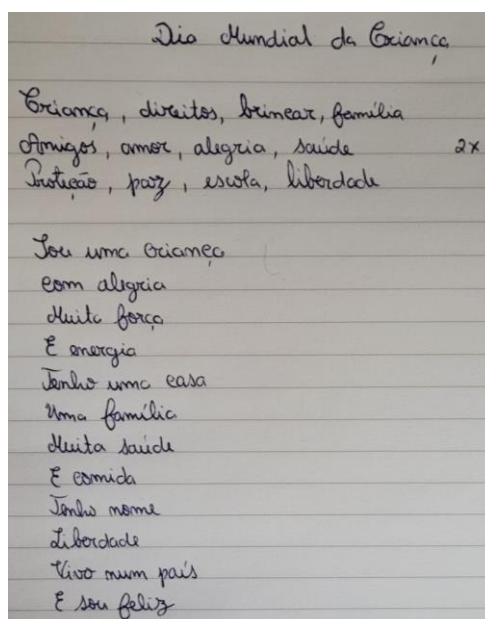 Dia Mundial da Criança
Criança, direitos, brincar, família
Amigos, amor, alegria, saúde 2x
Proteção, paz, escola, liberdade
Sou uma criança
com alegria
Muita força
E energia
Tenho uma casa
Uma família
Muita saúde
E comida
Tenho nome
Liberdade
Vivo num país
E sou feliz